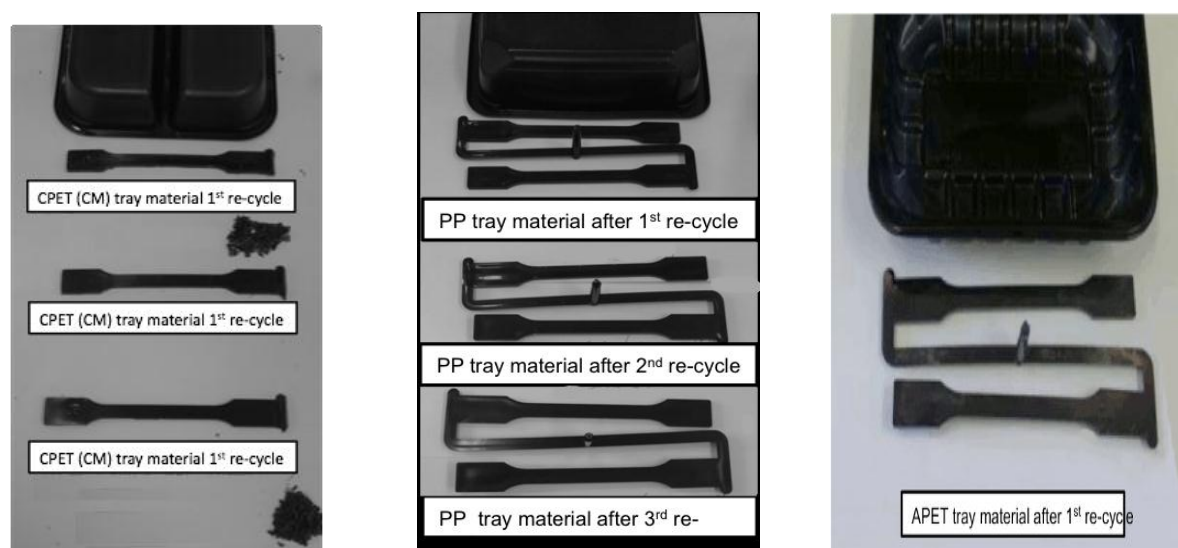 CPET (CM) tray material 1st re-cycle
CPET (CM) tray material 1st re-cycle
CPET (CM) tray material 1st re-cycle
PP tray material after 1st re-cycle
PP tray material after 2nd re-cycle
PP tray material after 3rd re-
APET tray material after 1st re-cycle